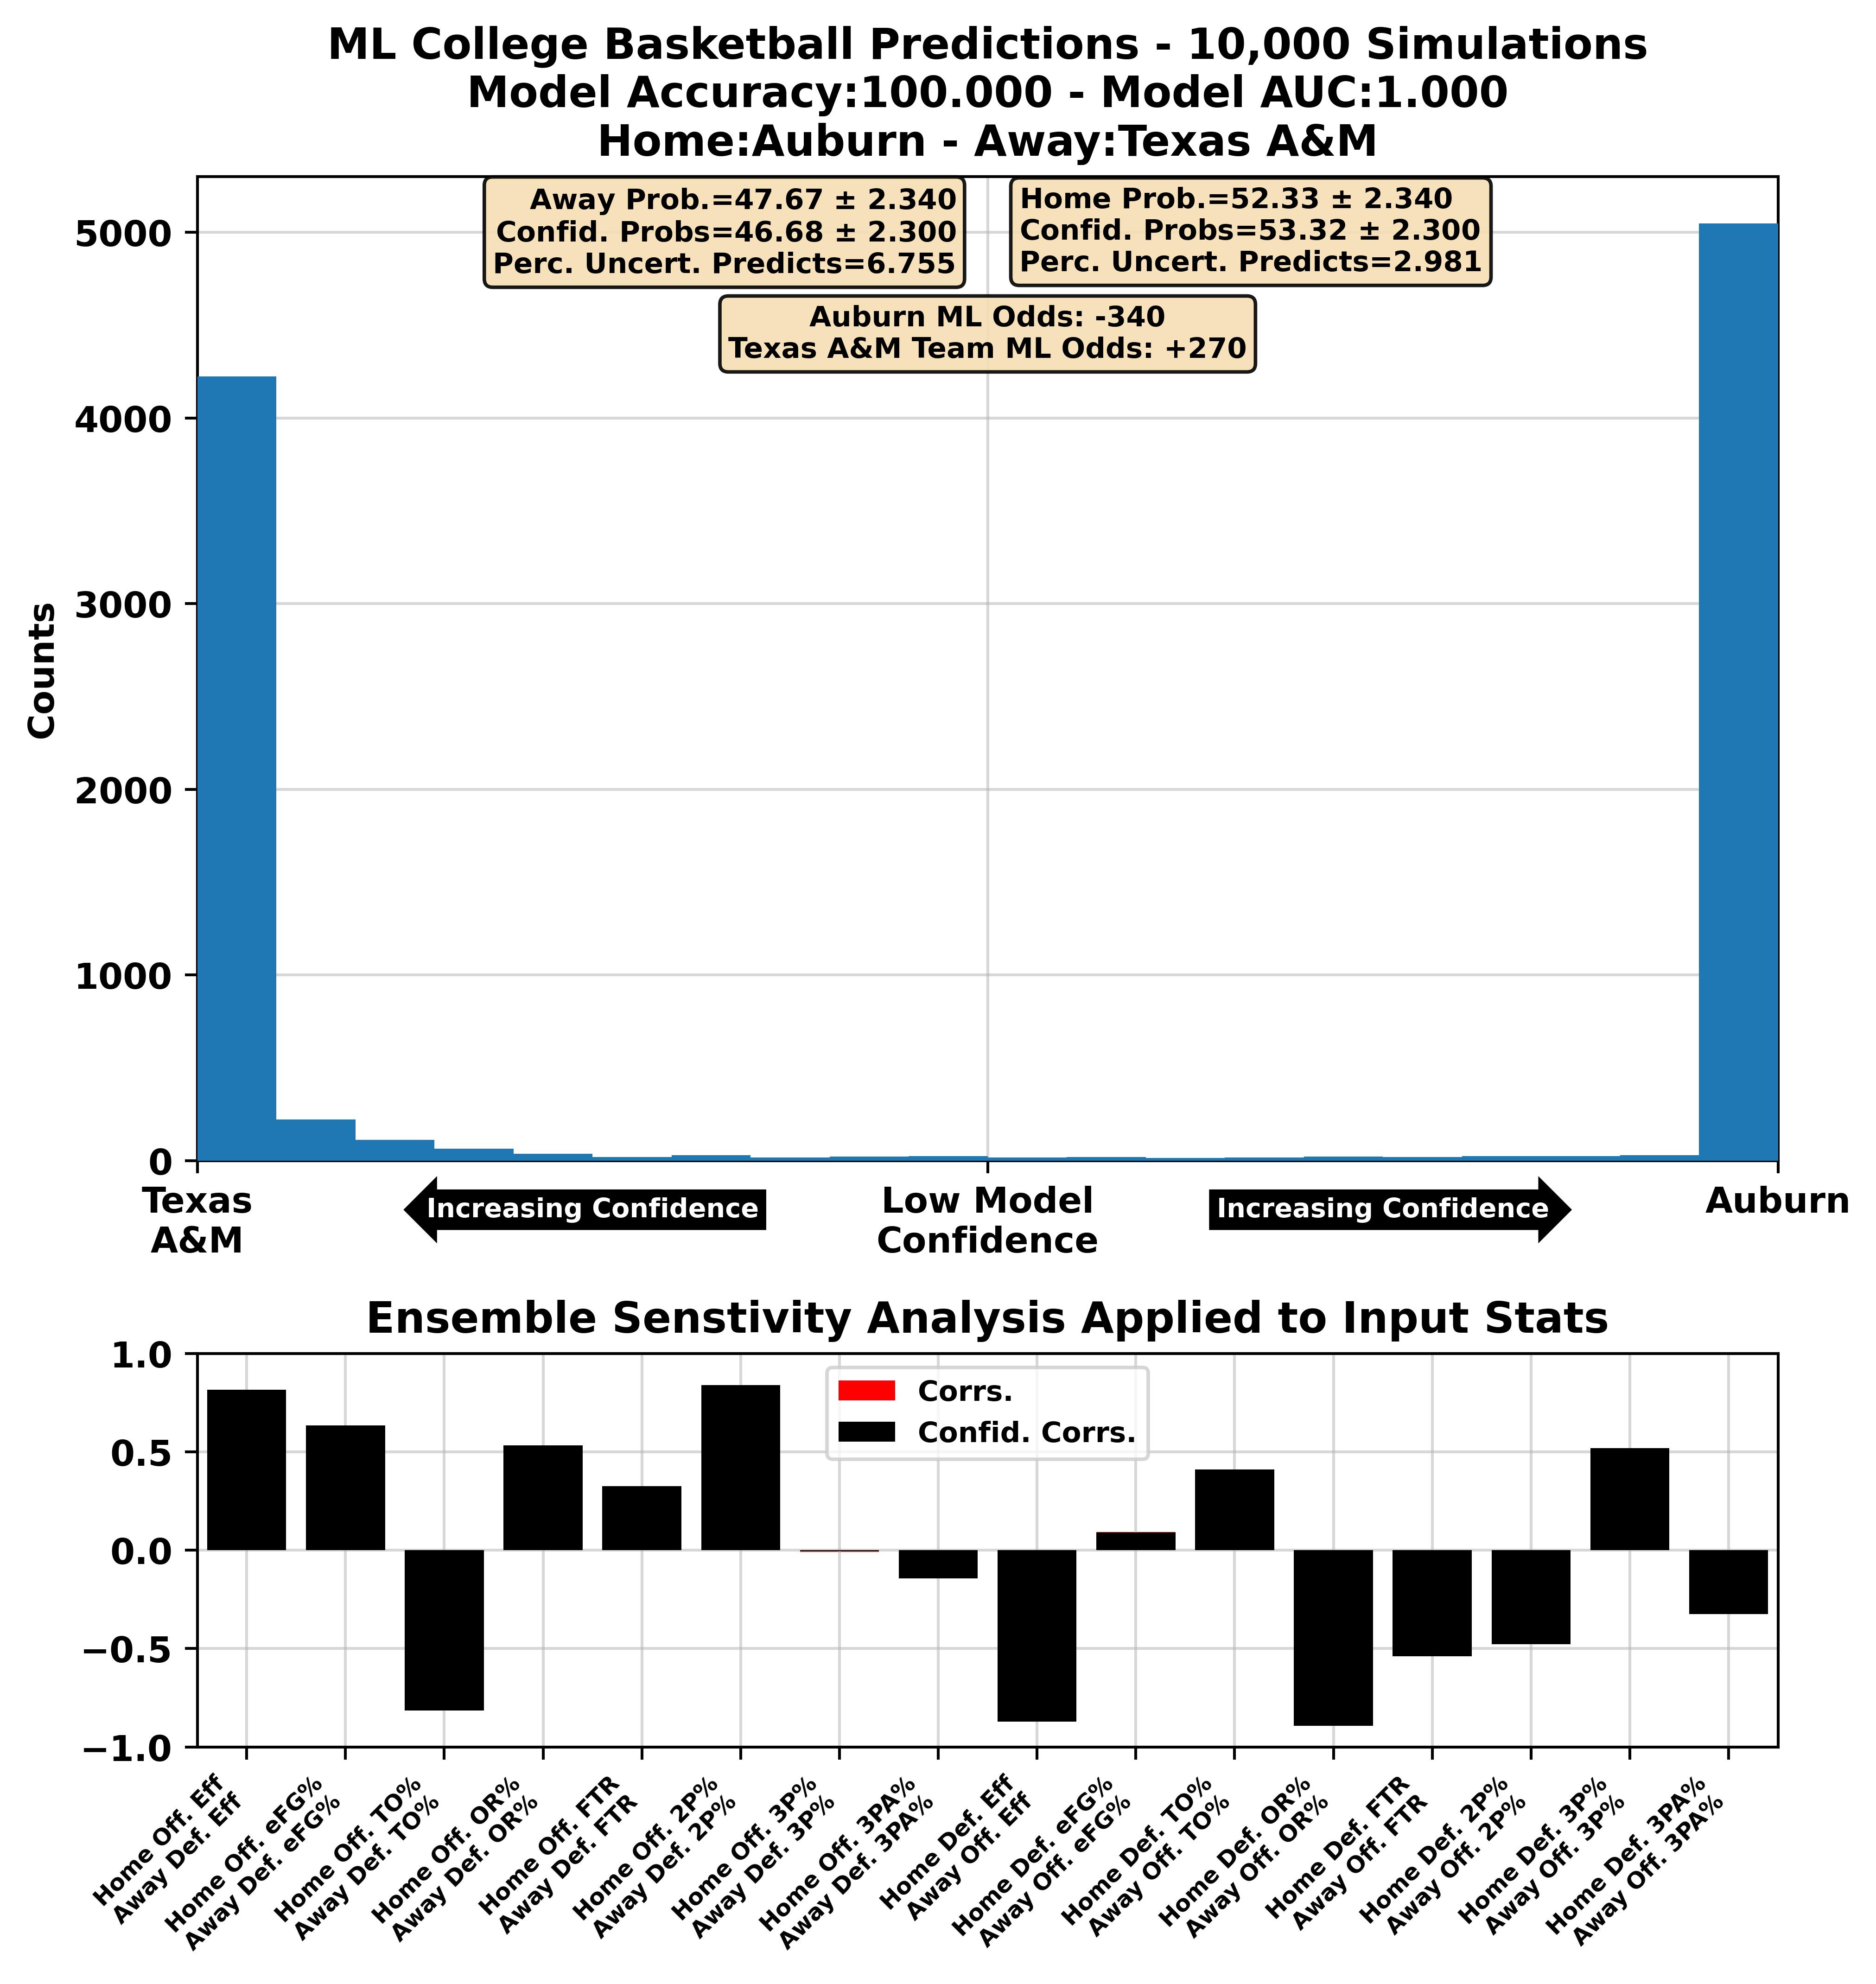 ML College Basketball Predictions - 10,000 Simulations
Model Accuracy:100.000 - Model AUC:1.000
Home:Auburn - Away:Texas A&M
Away Prob.=47.67 ± 2.340
Confid. Probs=46.68 ± 2.300
Perc. Uncert. Predicts=6.755
Home Prob.=52.33 ± 2.340
Confid. Probs=53.32 ± 2.300
Perc. Uncert. Predicts=2.981
Auburn ML Odds: -340
Texas A&M Team ML Odds: +270
Counts
5000
4000
3000
2000
1000
0
Texas
A&M
Increasing Confidence
Low Model
Confidence
Increasing Confidence
Auburn
Ensemble Senstivity Analysis Applied to Input Stats
Corrs.
Confid. Corrs.
1.0
0.5
0.0
−0.5
−1.0
Home Off. Eff
Away Def. Eff
Home Off. eFG%
Away Def. eFG%
Home Off. TO%
Away Def. TO%
Home Off. OR%
Away Def. OR%
Home Off. FTR
Away Def. FTR
Home Off. 2P%
Away Def. 2P%
Home Off. 3P%
Away Def. 3P%
Home Off. 3PA%
Away Def. 3PA%
Home Def. Eff
Away Off. Eff
Home Def. eFG%
Away Off. eFG%
Home Def. TO%
Away Off. TO%
Home Def. OR%
Away Off. OR%
Home Def. FTR
Away Off. FTR
Home Def. 2P%
Away Off. 2P%
Home Def. 3P%
Away Off. 3P%
Home Def. 3PA%
Away Off. 3PA%